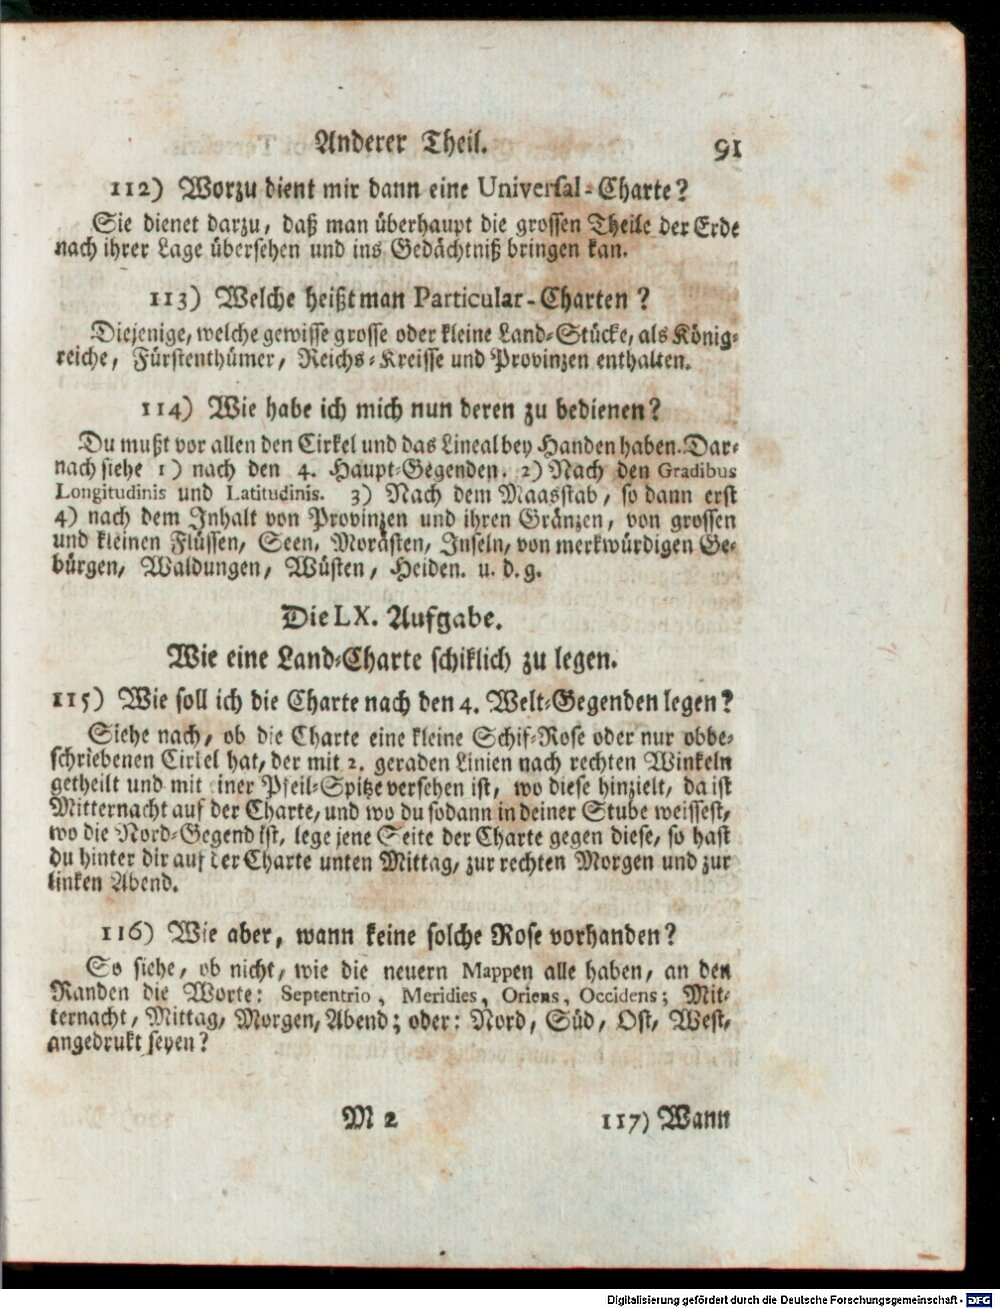 Anderer Theil. 91
112) Worzu dient mir dann eine Universal-Charte?
Sie dienet darzu, daß man überhaupt die grossen Theile der Erde
nach ihrer Lage übersehen und ins Gedächtniß bringen kan.
113) Welche heißt man Particular-Charten?
Diejenige, welche gewisse grosse oder kleine Land-Stücke, als König-
reiche, Fürstenthümer, Reichs-Kreisse und Provinzen enthalten.
114) Wie habe ich mich nun deren zu bedienen?
Du mußt vor allen den Cirkel und das Lineal bey Handen haben. Dar-
nach siehe 1) nach den 4. Haupt-Gegenden. 2) Nach den Gradibus
Longitudinis und Latitudinis. 3) Nach dem Maasstab, so dann erst
4) nach dem Inhalt von Provinzen und ihren Gränzen, von grossen
und kleinen Flüssen, Seen, Morästen, Inseln, von merkwürdigen Ge-
bürgen, Waldungen, Wüsten, Heiden. u. d. g.
Die LX. Aufgabe.
Wie eine Land-Charte schiklich zu legen.
115) Wie soll ich die Charte nach den 4. Welt-Gegenden legen?
Siehe nach, ob die Charte eine kleine Schif-Rose oder nur obbe-
schriebenen Cirkel hat, der mit 2. geraden Linien nach rechten Winkeln
getheilt und mit einer Pfeil-Spitze versehen ist, wo diese hinzielt, da ist
Mitternacht auf der Charte, und wo du sodann in deiner Stube weissest,
wo die Nord-Gegend ist, lege jene Seite der Charte gegen diese, so hast
du hinter dir auf der Charte unten Mittag, zur rechten Morgen und zur
linken Abend.
116) Wie aber, wann keine solche Rose vorhanden?
So siehe, ob nicht, wie die neuern Mappen alle haben, an den
Randen die Worte: Septentrio, Meridies, Oriens, Occidens; Mit-
ternacht, Mittag, Morgen, Abend; oder: Nord, Süd, Ost, West,
angedrukt seyen?
M 2 117) Wann
Digitalisierung gefördert durch die Deutsche Forschungsgemeinschaft - DFG